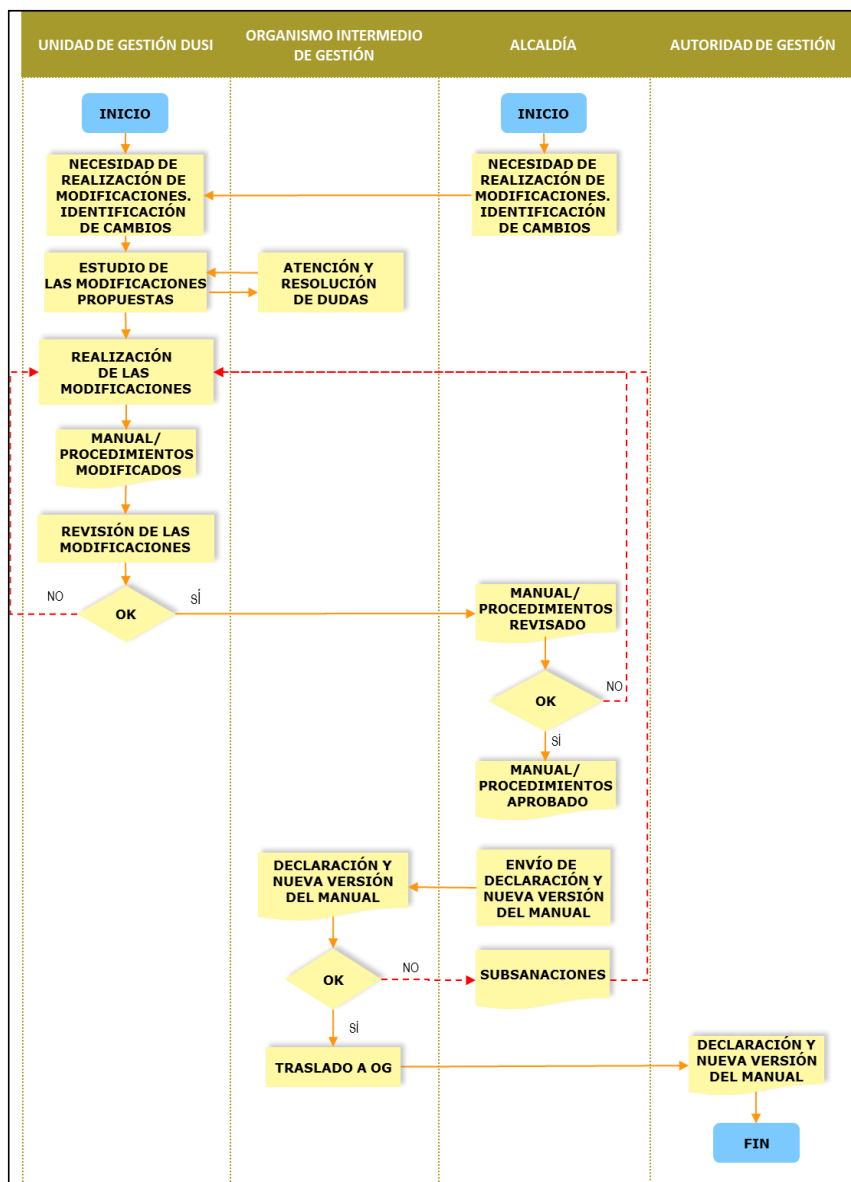 UNIDAD DE GESTIÓN DUSI
ORGANISMO INTERMEDIO
DE GESTIÓN
ALCALDÍA
AUTORIDAD DE GESTIÓN
INICIO
INICIO
NECESIDAD DE
REALIZACIÓN DE
MODIFICACIONES.
IDENTIFICACIÓN
DE CAMBIOS
NECESIDAD DE
REALIZACIÓN DE
MODIFICACIONES.
IDENTIFICACIÓN
DE CAMBIOS
ESTUDIO DE
LAS MODIFICACIONES
PROPUESTAS
ATENCIÓN Y
RESOLUCIÓN
DE DUDAS
REALIZACIÓN
DE LAS
MODIFICACIONES
MANUAL/
PROCEDIMIENTOS
MODIFICADOS
REVISIÓN DE LAS
MODIFICACIONES
NO
OK
SÍ
MANUAL/
PROCEDIMIENTOS
REVISADO
OK
NO
SÍ
MANUAL/
PROCEDIMIENTOS
APROBADO
DECLARACIÓN Y
NUEVA VERSIÓN
DEL MANUAL
ENVÍO DE
DECLARACIÓN Y
NUEVA VERSIÓN
DEL MANUAL
OK
NO
SUBSANACIONES
SÍ
TRASLADO A OG
DECLARACIÓN Y
NUEVA VERSIÓN
DEL MANUAL
FIN